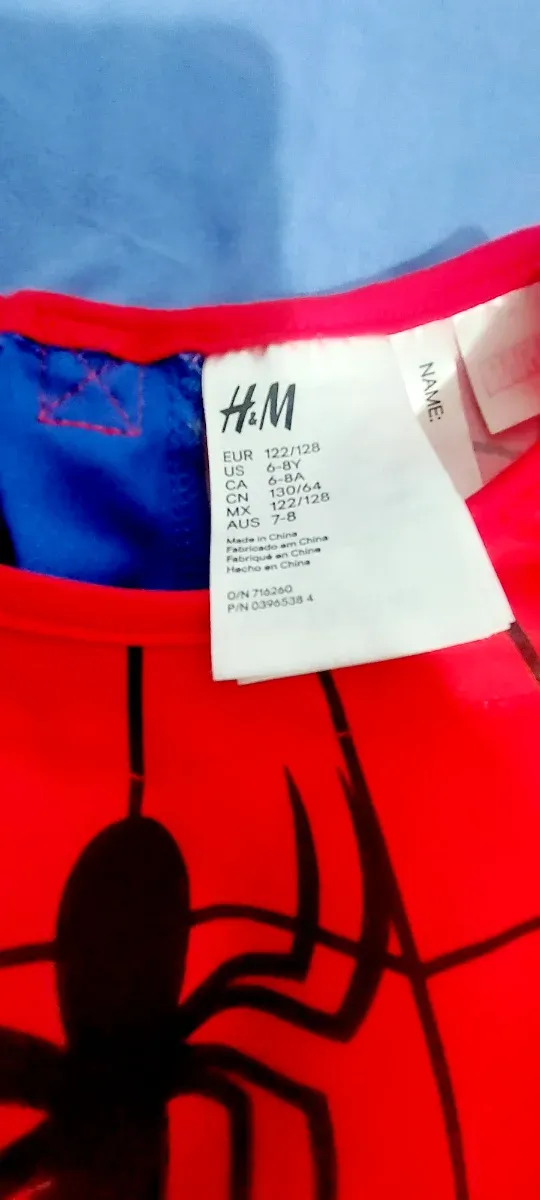 H&M
EUR 122/128
US 6-8Y
CA 6-8A
CN 130/64
MX 122/128
AUS 7-8
Made in China
Fabricado em China
Fabriqué en Chine
Hecho en China
O/N 716260
P/N 0396538 4
NAME: